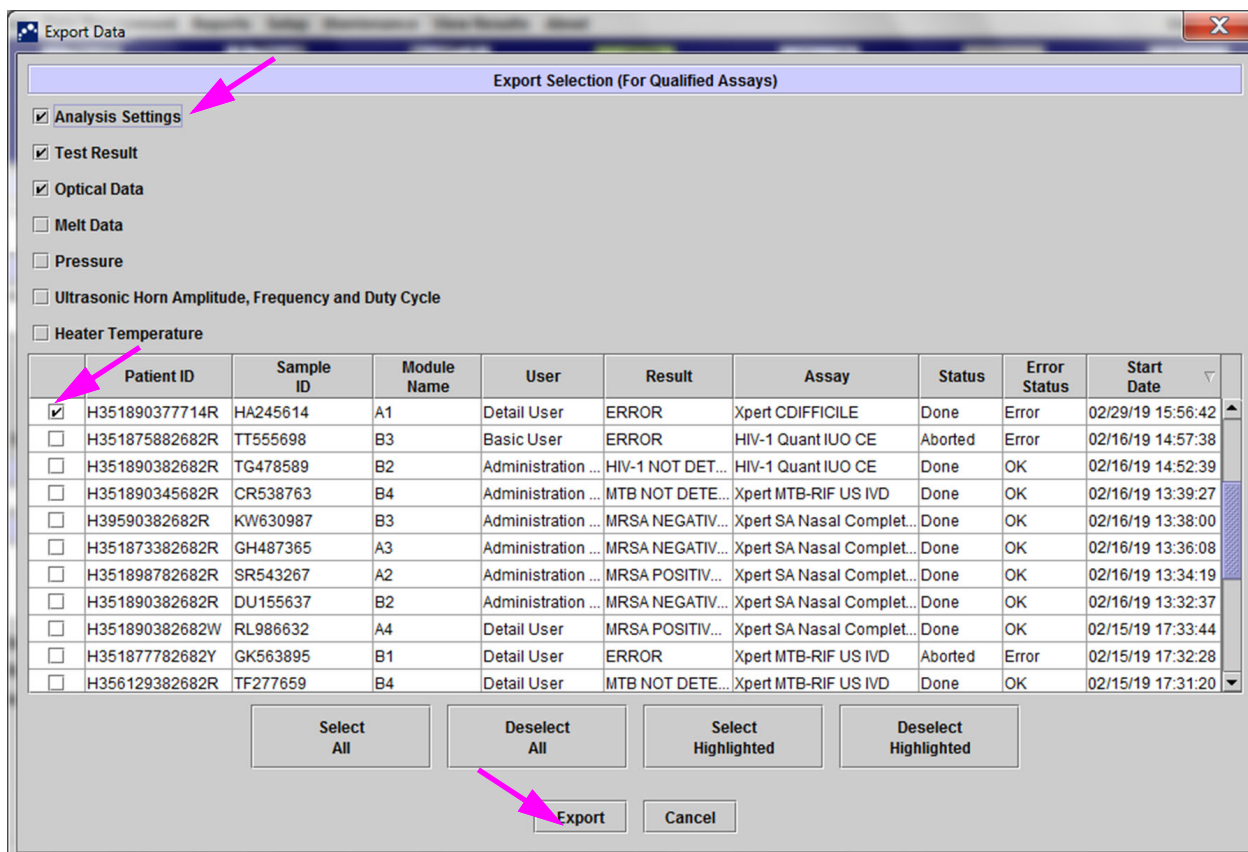 Export Data
Export Selection (For Qualified Assays)
Analysis Settings
Test Result
Optical Data
Melt Data
Pressure
Ultrasonic Horn Amplitude, Frequency and Duty Cycle
Heater Temperature
Patient ID Sample ID Module Name User Result Assay Status Error Status Start Date
H351890377714R HA245614 A1 Detail User ERROR Xpert CDIFFICILE Done Error 02/29/19 15:56:42
H351875882682R TT555698 B3 Basic User ERROR HIV-1 Quant IUO CE Aborted Error 02/16/19 14:57:38
H351890382682R TG478589 B2 Administration ... HIV-1 NOT DET... HIV-1 Quant IUO CE Done OK 02/16/19 14:52:39
H351890345682R CR538763 B4 Administration ... MTB NOT DETE... Xpert MTB-RIF US IVD Done OK 02/16/19 13:39:27
H39590382682R KW630987 B3 Administration ... MRSA NEGATIV... Xpert SA Nasal Complet... Done OK 02/16/19 13:38:00
H351873382682R GH487365 A3 Administration ... MRSA NEGATIV... Xpert SA Nasal Complet... Done OK 02/16/19 13:36:08
H351898782682R SR543267 A2 Administration ... MRSA POSITIV... Xpert SA Nasal Complet... Done OK 02/16/19 13:34:19
H351890382682R DU155637 B2 Administration ... MRSA NEGATIV... Xpert SA Nasal Complet... Done OK 02/16/19 13:32:37
H351890382682W RL986632 A4 Detail User MRSA POSITIV... Xpert SA Nasal Complet... Done OK 02/15/19 17:33:44
H351877782682Y GK563895 B1 Detail User ERROR Xpert MTB-RIF US IVD Aborted Error 02/15/19 17:32:28
H356129382682R TF277659 B4 Detail User MTB NOT DETE... Xpert MTB-RIF US IVD Done OK 02/15/19 17:31:20
Select All
Deselect All
Select Highlighted
Deselect Highlighted
Export
Cancel